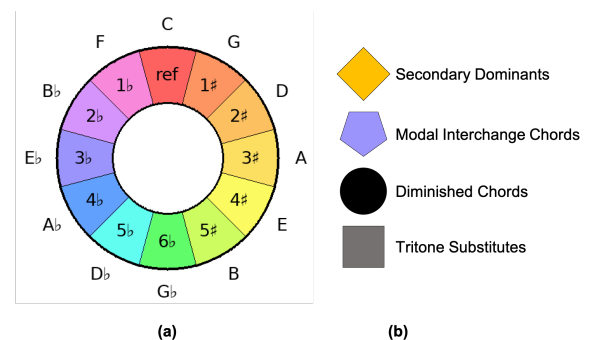 C
F
G
B♭
D
E♭
A
A♭
E
D♭
B
G♭
ref
1♭
1♯
2♭
2♯
3♭
3♯
4♭
4♯
5♭
5♯
6♭
(a)
Secondary Dominants
Modal Interchange Chords
Diminished Chords
Tritone Substitutes
(b)